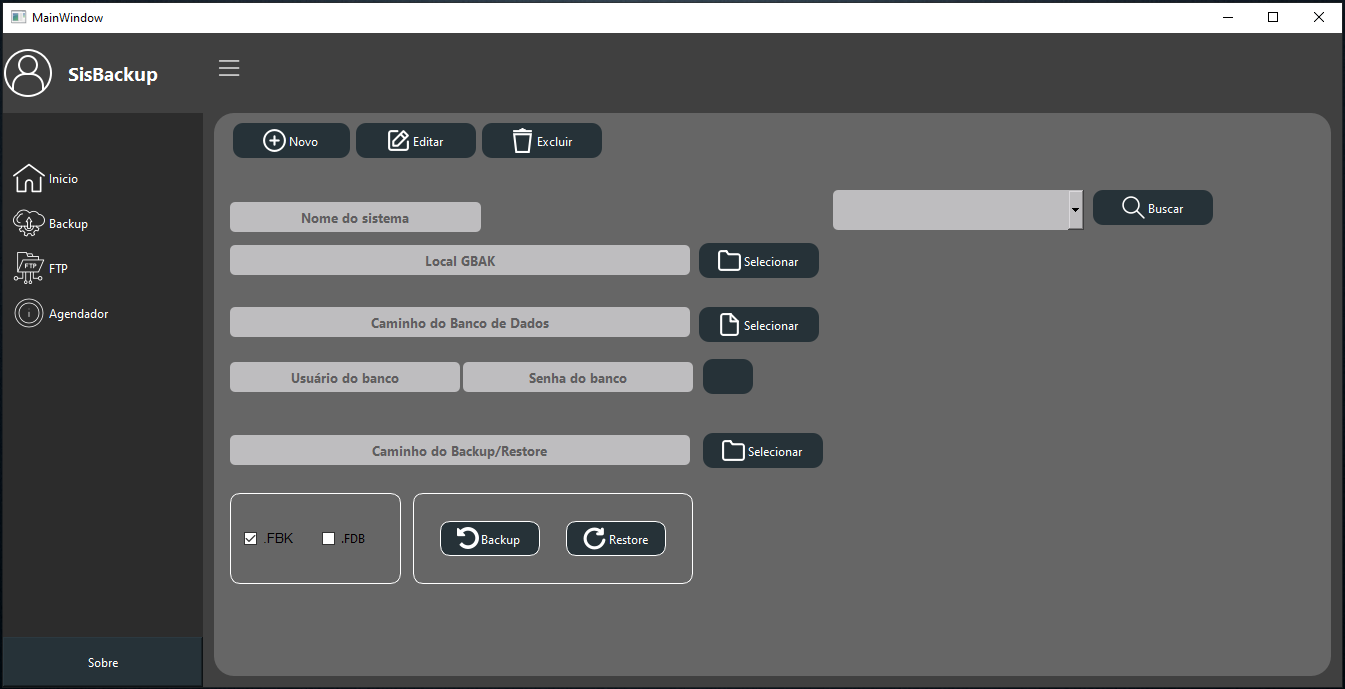 MainWindow
SisBackup
Novo
Editar
Excluir
Inicio
Backup
FTP
FTP
Agendador
Nome do sistema
Buscar
Local GBAK
Selecionar
Caminho do Banco de Dados
Selecionar
Usuário do banco
Senha do banco
Caminho do Backup/Restore
Selecionar
.FBK
.FDB
Backup
Restore
Sobre